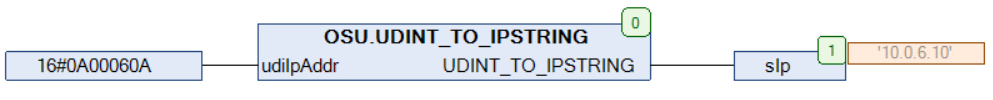 OSU.UDINT_TO_IPSTRING
0
16#0A00060A
udiIpAddr
UDINT_TO_IPSTRING
sIp
1
'10.0.6.10'